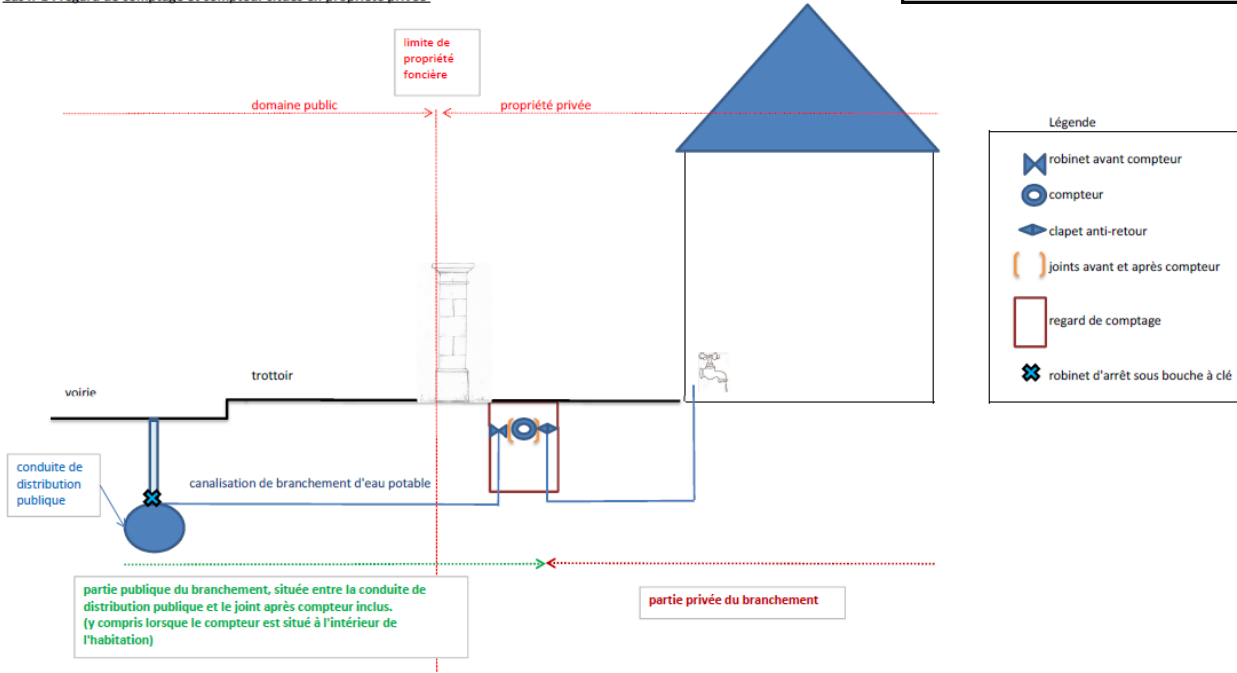 limite de
propriété
foncière
domaine public
propriété privée
Légende
robinet avant compteur
compteur
clapet anti-retour
joints avant et après compteur
regard de comptage
robinet d'arrêt sous bouche à clé
voirie
trottoir
conduite de
distribution
publique
canalisation de branchement d'eau potable
partie publique du branchement, située entre la conduite de
distribution publique et le joint après compteur inclus.
(y compris lorsque le compteur est situé à l'intérieur de
l'habitation)
partie privée du branchement